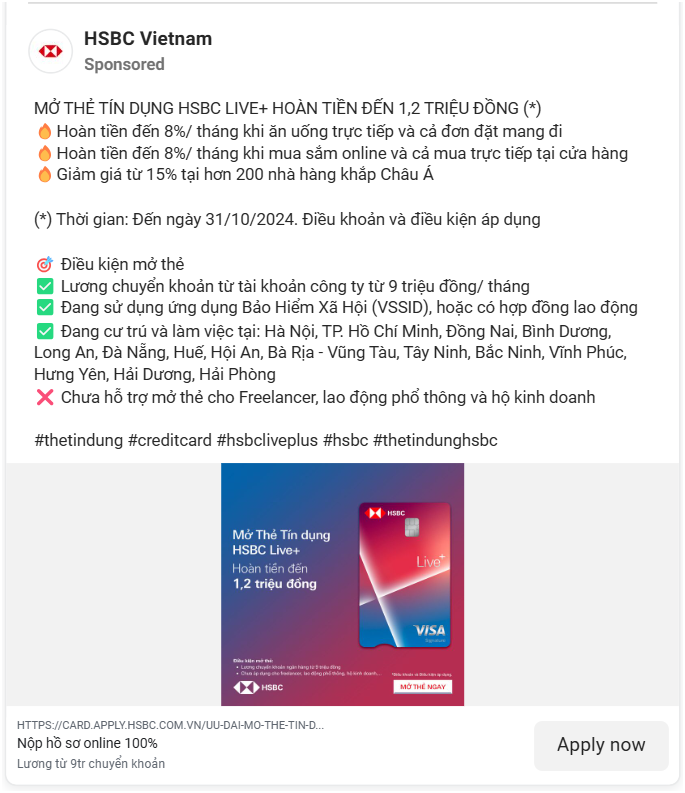 HSBC Vietnam
Sponsored
MỞ THẺ TÍN DỤNG HSBC LIVE+ HOÀN TIỀN ĐẾN 1,2 TRIỆU ĐỒNG (*)
🔥 Hoàn tiền đến 8%/ tháng khi ăn uống trực tiếp và cả đơn đặt mang đi
🔥 Hoàn tiền đến 8%/ tháng khi mua sắm online và cả mua trực tiếp tại cửa hàng
🔥 Giảm giá từ 15% tại hơn 200 nhà hàng khắp Châu Á
(*) Thời gian: Đến ngày 31/10/2024. Điều khoản và điều kiện áp dụng
🎯 Điều kiện mở thẻ
✅ Lương chuyển khoản từ tài khoản công ty từ 9 triệu đồng/ tháng
✅ Đang sử dụng ứng dụng Bảo Hiểm Xã Hội (VSSID), hoặc có hợp đồng lao động
✅ Đang cư trú và làm việc tại: Hà Nội, TP. Hồ Chí Minh, Đồng Nai, Bình Dương,
Long An, Đà Nẵng, Huế, Hội An, Bà Rịa - Vũng Tàu, Tây Ninh, Bắc Ninh, Vĩnh Phúc,
Hưng Yên, Hải Dương, Hải Phòng
❌ Chưa hỗ trợ mở thẻ cho Freelancer, lao động phổ thông và hộ kinh doanh
#thetindung #creditcard #hsbcliveplus #hsbc #thetindunghsbc
Mở Thẻ Tín dụng
HSBC Live+
Hoàn tiền đến
1,2 triệu đồng
HSBC
Live+
VISA
Signature
Điều kiện mở thẻ:
• Lương chuyển khoản ngân hàng từ 9 triệu đồng
• Chưa áp dụng cho freelancer, lao động phổ thông, hộ kinh doanh...
*Điều khoản và Điều kiện áp dụng.
HSBC
MỞ THẺ NGAY
HTTPS://CARD.APPLY.HSBC.COM.VN/UU-DAI-MO-THE-TIN-D...
Nộp hồ sơ online 100%
Lương từ 9tr chuyển khoản
Apply now